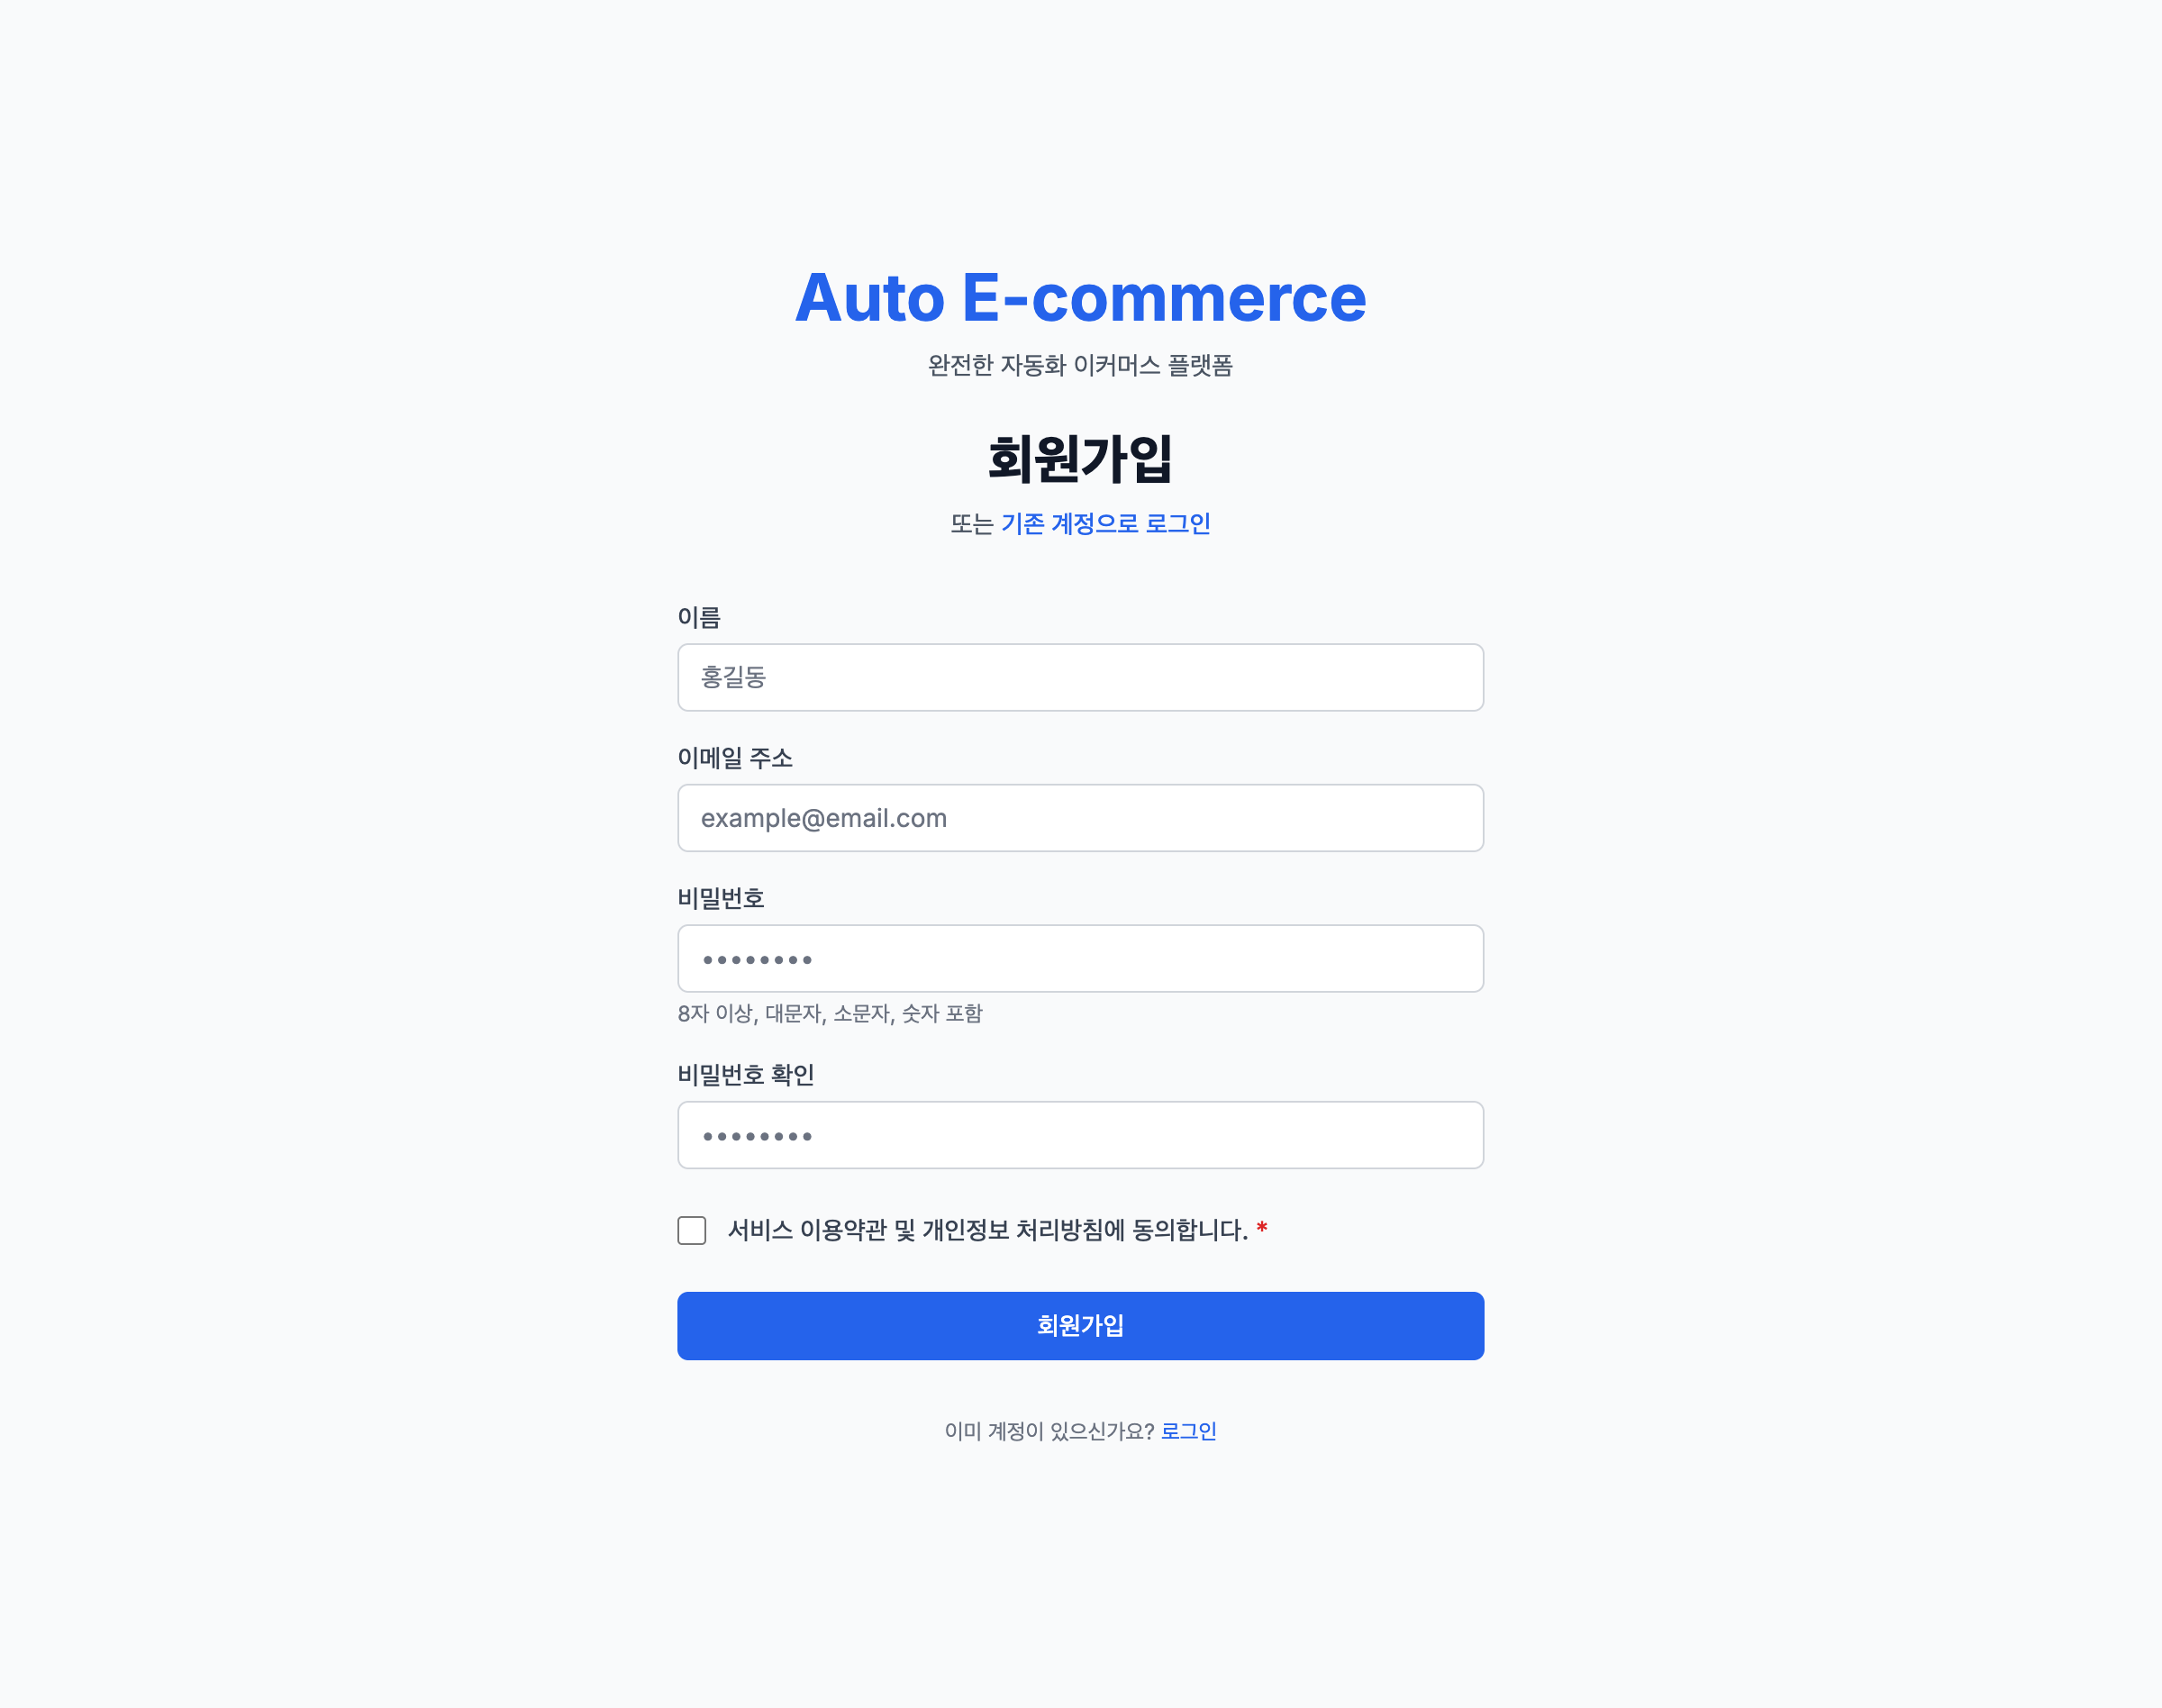 Auto E-commerce
완전한 자동화 이커머스 플랫폼
회원가입
또는 기존 계정으로 로그인
이름
홍길동
이메일 주소
example@email.com
비밀번호
••••••••
8자 이상, 대문자, 소문자, 숫자 포함
비밀번호 확인
••••••••
서비스 이용약관 및 개인정보 처리방침에 동의합니다. *
회원가입
이미 계정이 있으신가요? 로그인